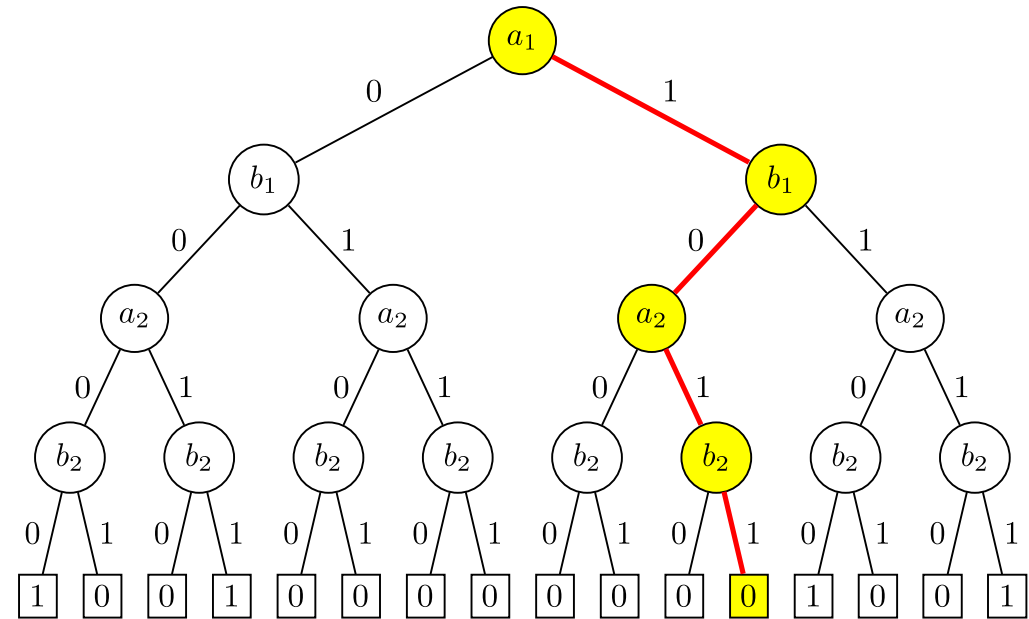 a₁
0 1
b₁ b₁
0 1 0 1
a₂ a₂ a₂ a₂
0 1 0 1 0 1 0 1
b₂ b₂ b₂ b₂ b₂ b₂ b₂ b₂
0 1 0 1 0 1 0 1 0 1 0 1 0 1 0 1
1 0 0 1 0 0 0 0 0 0 0 0 1 0 0 1